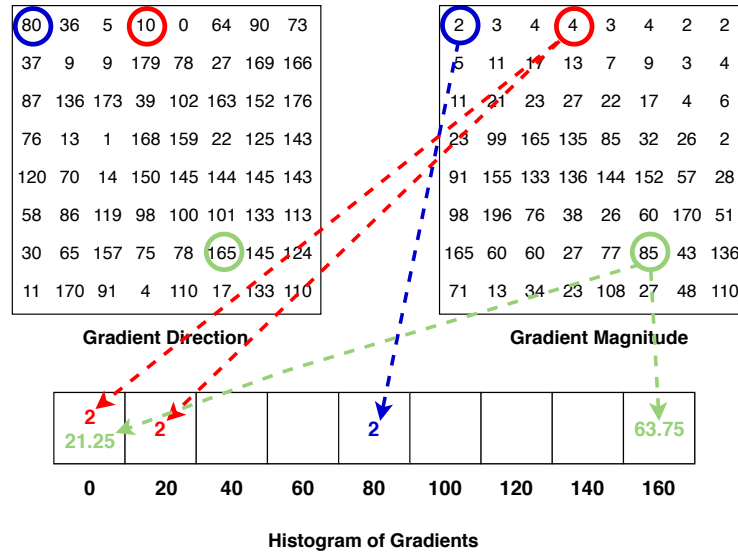 80 36 5 10 0 64 90 73
37 9 9 179 78 27 169 166
87 136 173 39 102 163 152 176
76 13 1 168 159 22 125 143
120 70 14 150 145 144 145 143
58 86 119 98 100 101 133 113
30 65 157 75 78 165 145 124
11 170 91 4 110 17 133 110
Gradient Direction
2 3 4 4 3 4 2 2
5 11 17 13 7 9 3 4
11 21 23 27 22 17 4 6
23 99 165 135 85 32 26 2
91 155 133 136 144 152 57 28
98 196 76 38 26 60 170 51
165 60 60 27 77 85 43 136
71 13 34 23 108 27 48 110
Gradient Magnitude
2
21.25
2
2
63.75
0 20 40 60 80 100 120 140 160
Histogram of Gradients